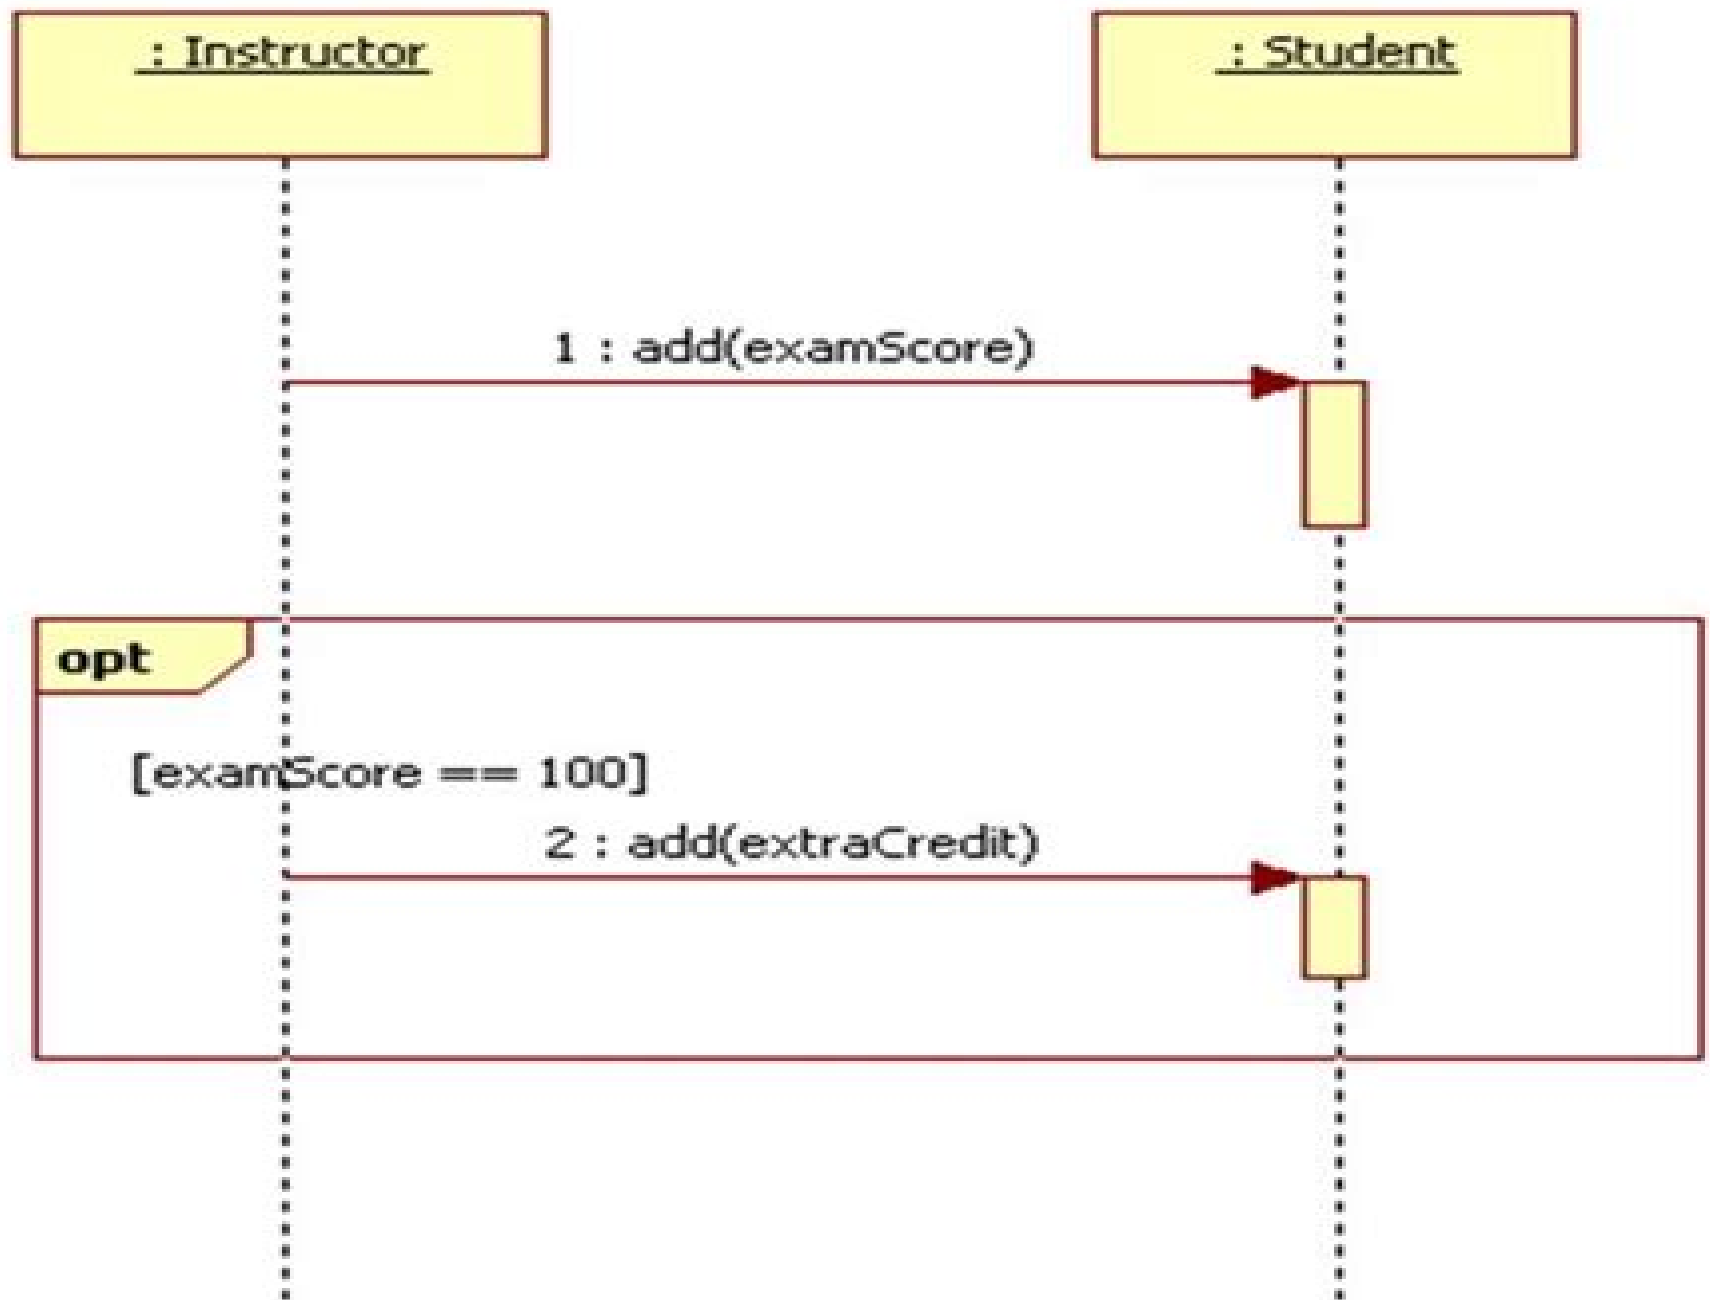 : Instructor
: Student
1 : add(examScore)
opt
[examScore == 100]
2 : add(extraCredit)